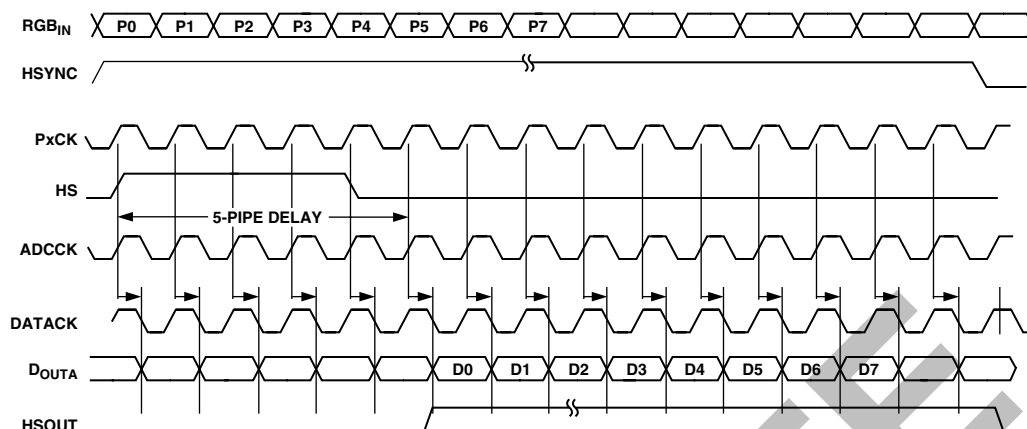 RGBIN P0 P1 P2 P3 P4 P5 P6 P7
HSYNC
PxCK
HS
5-PIPE DELAY
ADCCK
DATACK
DOUTA D0 D1 D2 D3 D4 D5 D6 D7
HSOUT